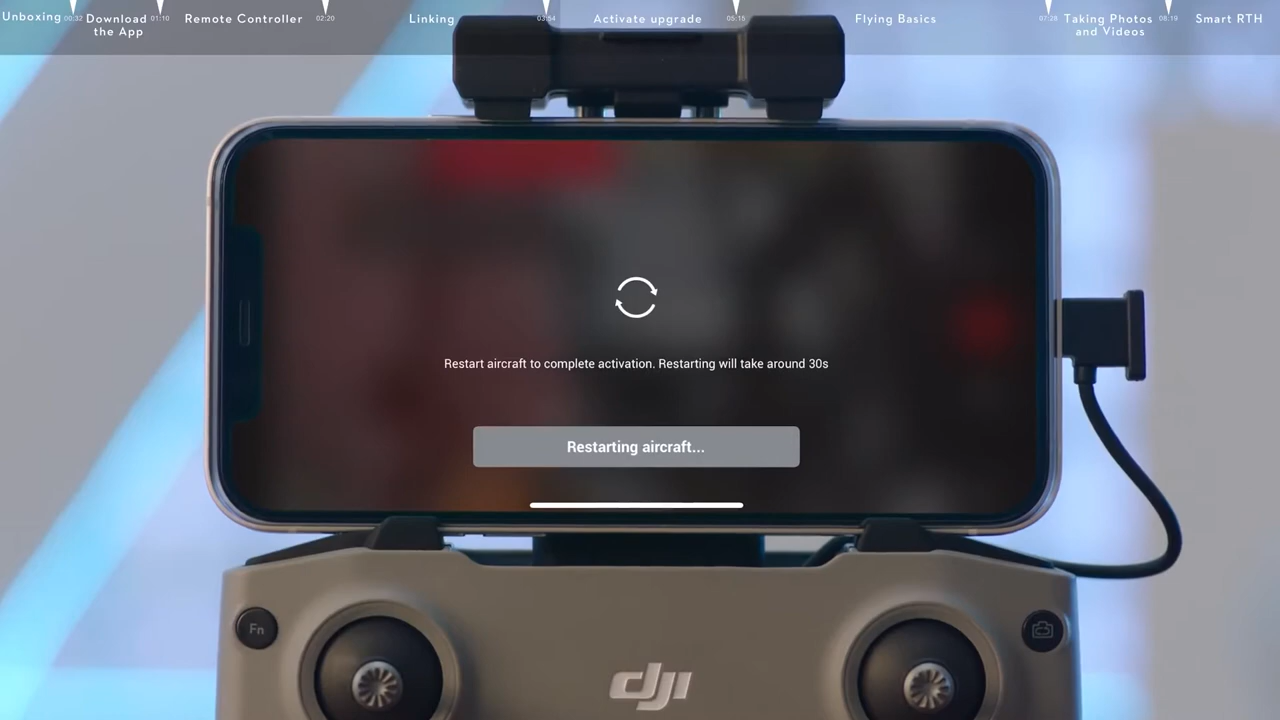 Unboxing 00:32 Download 01:10 Remote Controller 02:20 Linking 03:54 Activate upgrade 05:15 Flying Basics 07:28 Taking Photos 08:19 Smart RTH
the App and Videos
Restart aircraft to complete activation. Restarting will take around 30s
Restarting aircraft...
Fn
dji